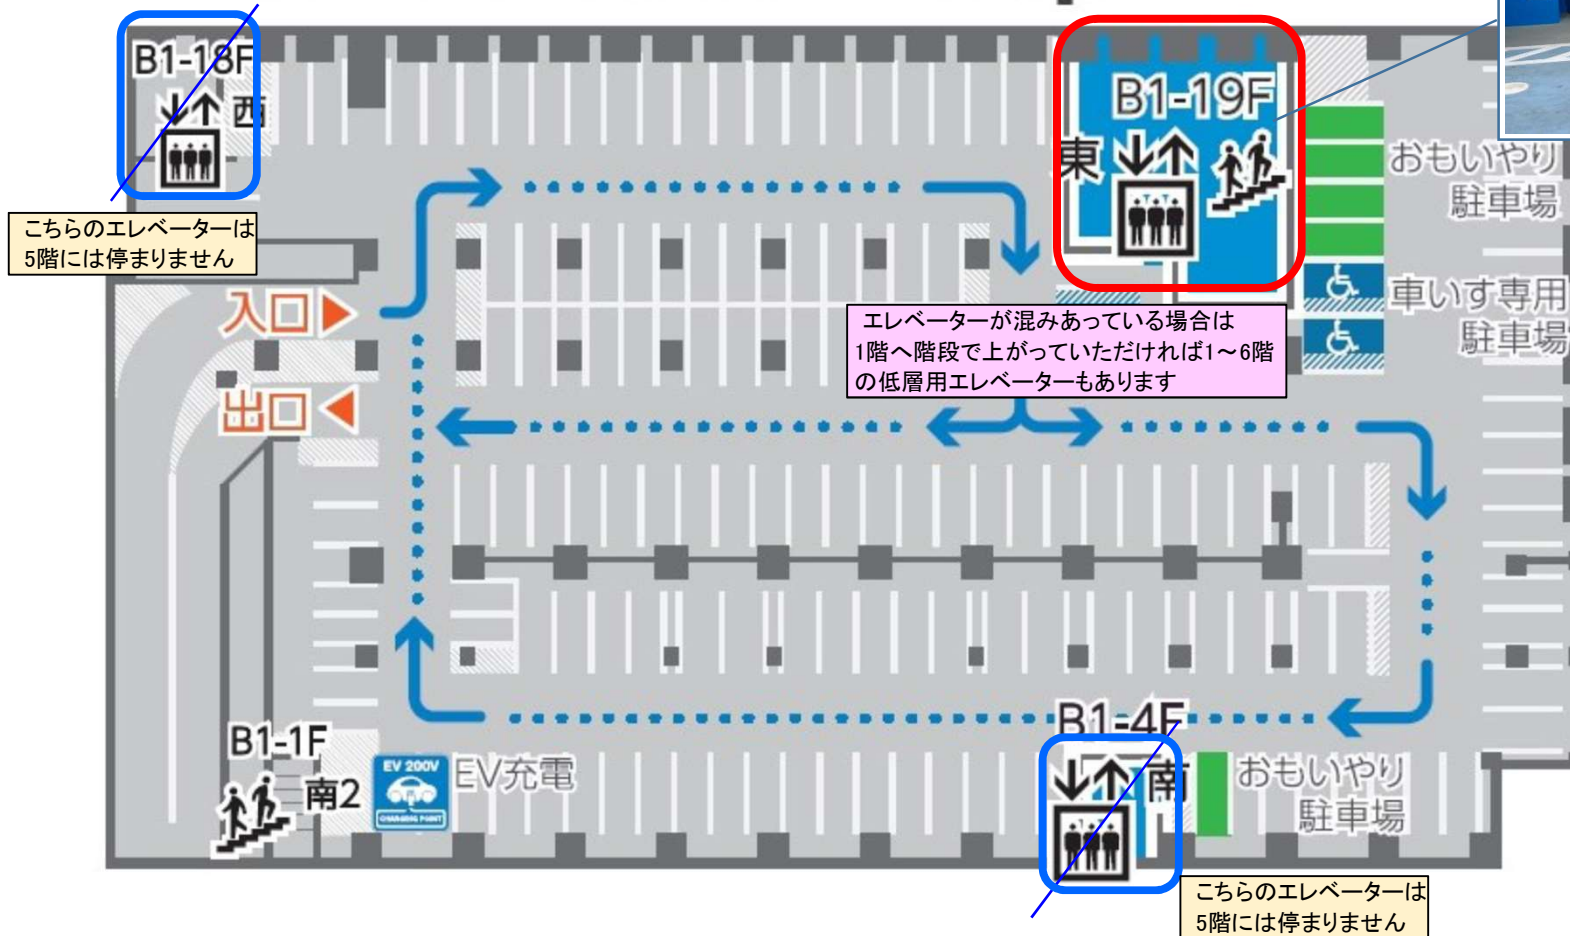 B1-18F
西
こちらのエレベーターは
5階には停まりません
B1-19F
東
おもいやり
駐車場
車いす専用
駐車場
エレベーターが混みあっている場合は
1階へ階段で上がっていただければ1～6階
の低層用エレベーターもあります
入口
出口
B1-1F
南2
EV 200V
CHARGING POINT
EV充電
B1-4F
南
おもいやり
駐車場
こちらのエレベーターは
5階には停まりません